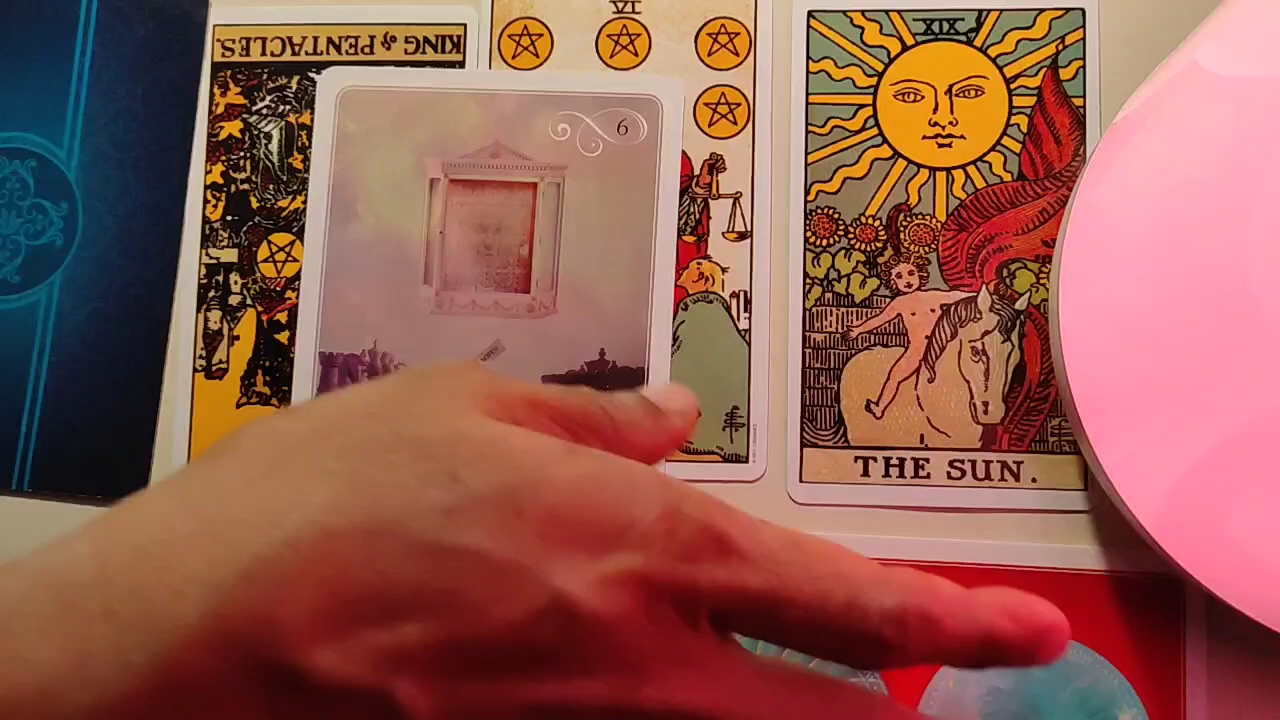 KING of PENTACLES.
VI
XIX
6
THE SUN.